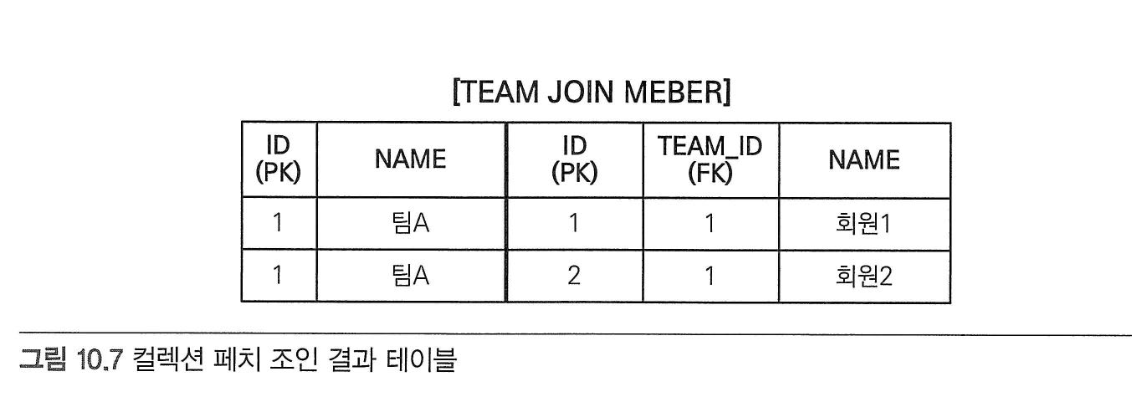 [TEAM JOIN MEBER]
ID (PK) NAME ID (PK) TEAM_ID (FK) NAME
1 팀A 1 1 회원1
1 팀A 2 1 회원2
그림 10.7 컬렉션 페치 조인 결과 테이블